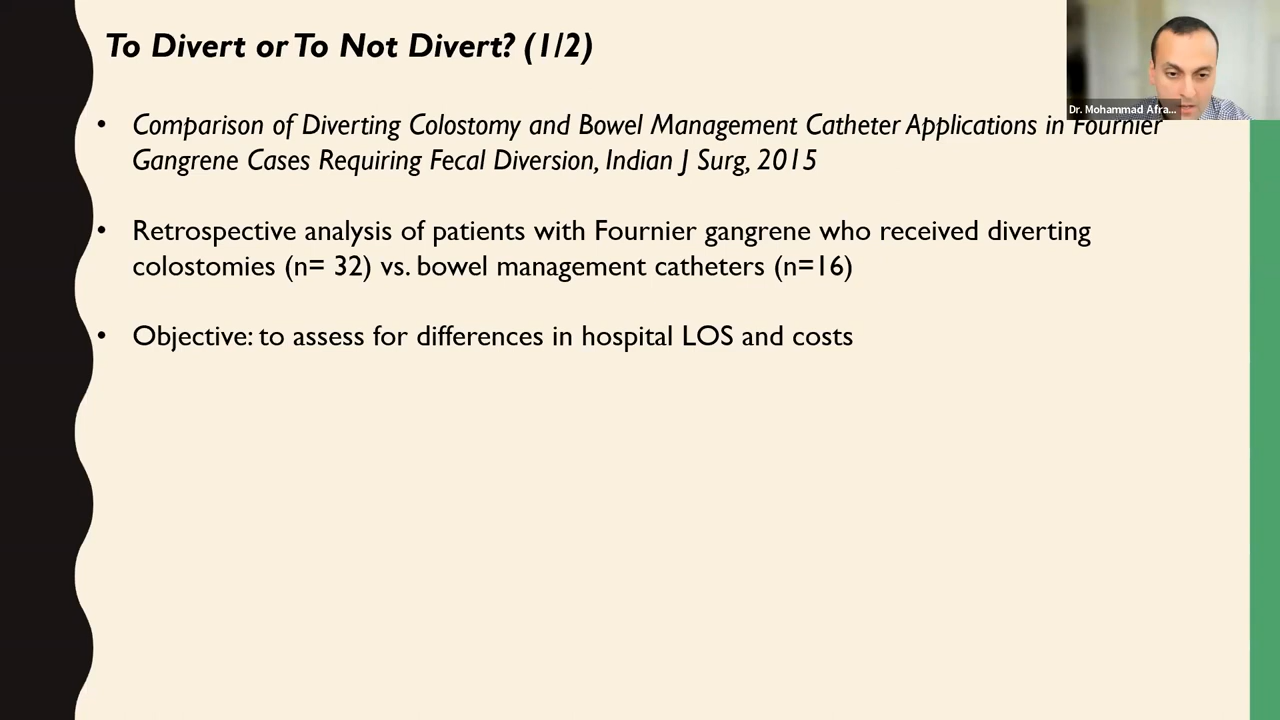 To Divert or To Not Divert? (1/2)
Dr. Mohammad Afra...
• Comparison of Diverting Colostomy and Bowel Management Catheter Applications in Fournier
Gangrene Cases Requiring Fecal Diversion, Indian J Surg, 2015
• Retrospective analysis of patients with Fournier gangrene who received diverting
colostomies (n= 32) vs. bowel management catheters (n=16)
• Objective: to assess for differences in hospital LOS and costs